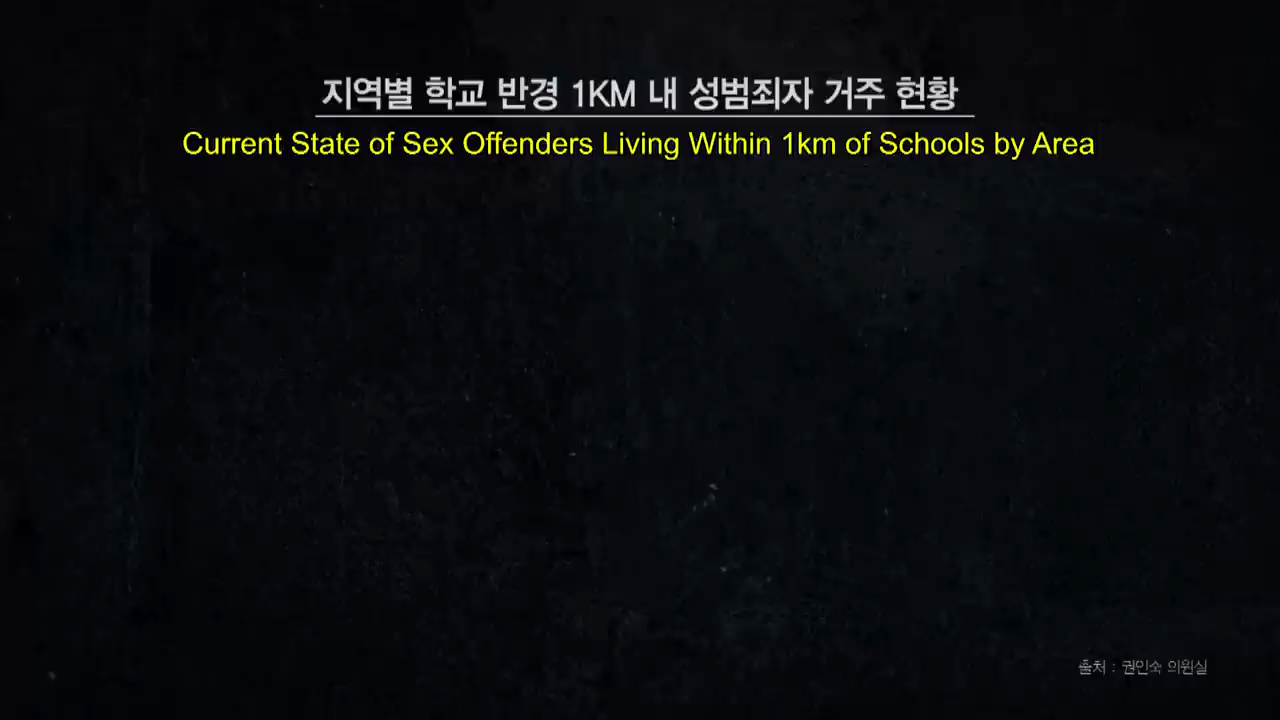 지역별 학교 반경 1KM 내 성범죄자 거주 현황
Current State of Sex Offenders Living Within 1km of Schools by Area
출처 : 권인숙 의원실